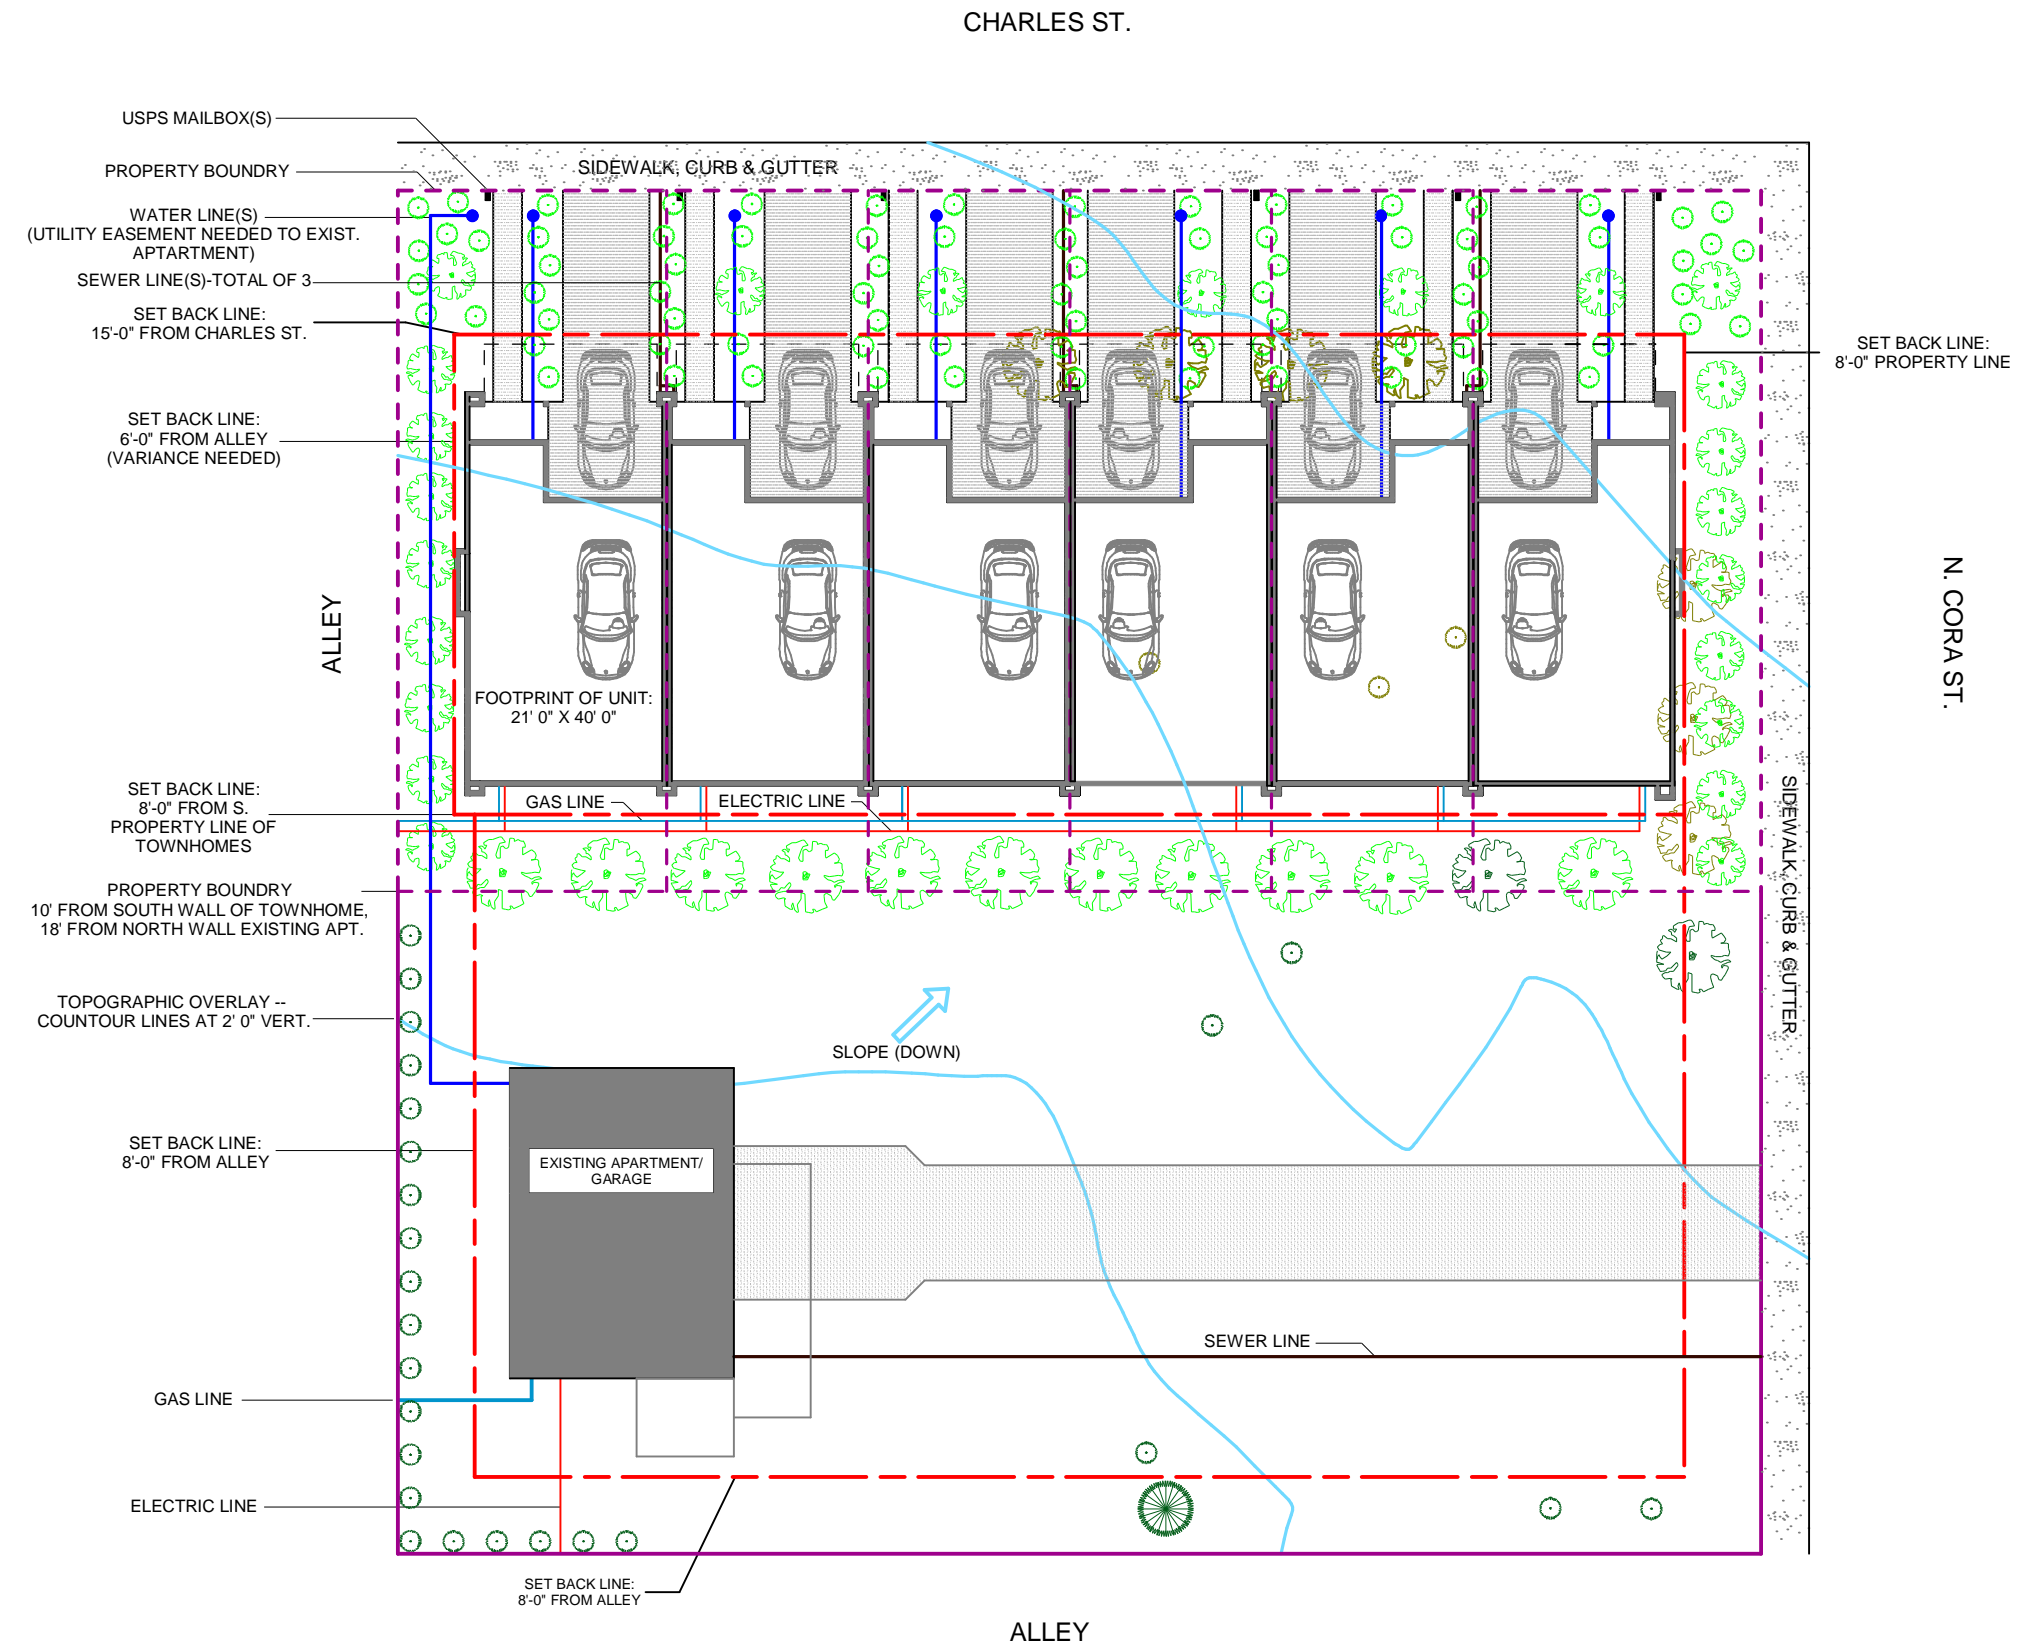 CHARLES ST.
USPS MAILBOX(S)
PROPERTY BOUNDRY
WATER LINE(S)
(UTILITY EASEMENT NEEDED TO EXIST.
APTARTMENT)
SEWER LINE(S)-TOTAL OF 3
SET BACK LINE:
15'-0" FROM CHARLES ST.
SET BACK LINE:
6'-0" FROM ALLEY
(VARIANCE NEEDED)
ALLEY
SET BACK LINE:
8'-0" FROM S.
PROPERTY LINE OF
TOWNHOMES
PROPERTY BOUNDRY
10' FROM SOUTH WALL OF TOWNHOME,
18' FROM NORTH WALL EXISTING APT.
TOPOGRAPHIC OVERLAY --
COUNTOUR LINES AT 2' 0" VERT.
SET BACK LINE:
8'-0" FROM ALLEY
GAS LINE
ELECTRIC LINE
SIDEWALK, CURB & GUTTER
FOOTPRINT OF UNIT:
21' 0" X 40' 0"
GAS LINE
ELECTRIC LINE
SLOPE (DOWN)
EXISTING APARTMENT/
GARAGE
SEWER LINE
SET BACK LINE:
8'-0" FROM ALLEY
ALLEY
SET BACK LINE:
8'-0" PROPERTY LINE
N. CORA ST.
SIDEWALK, CURB & GUTTER